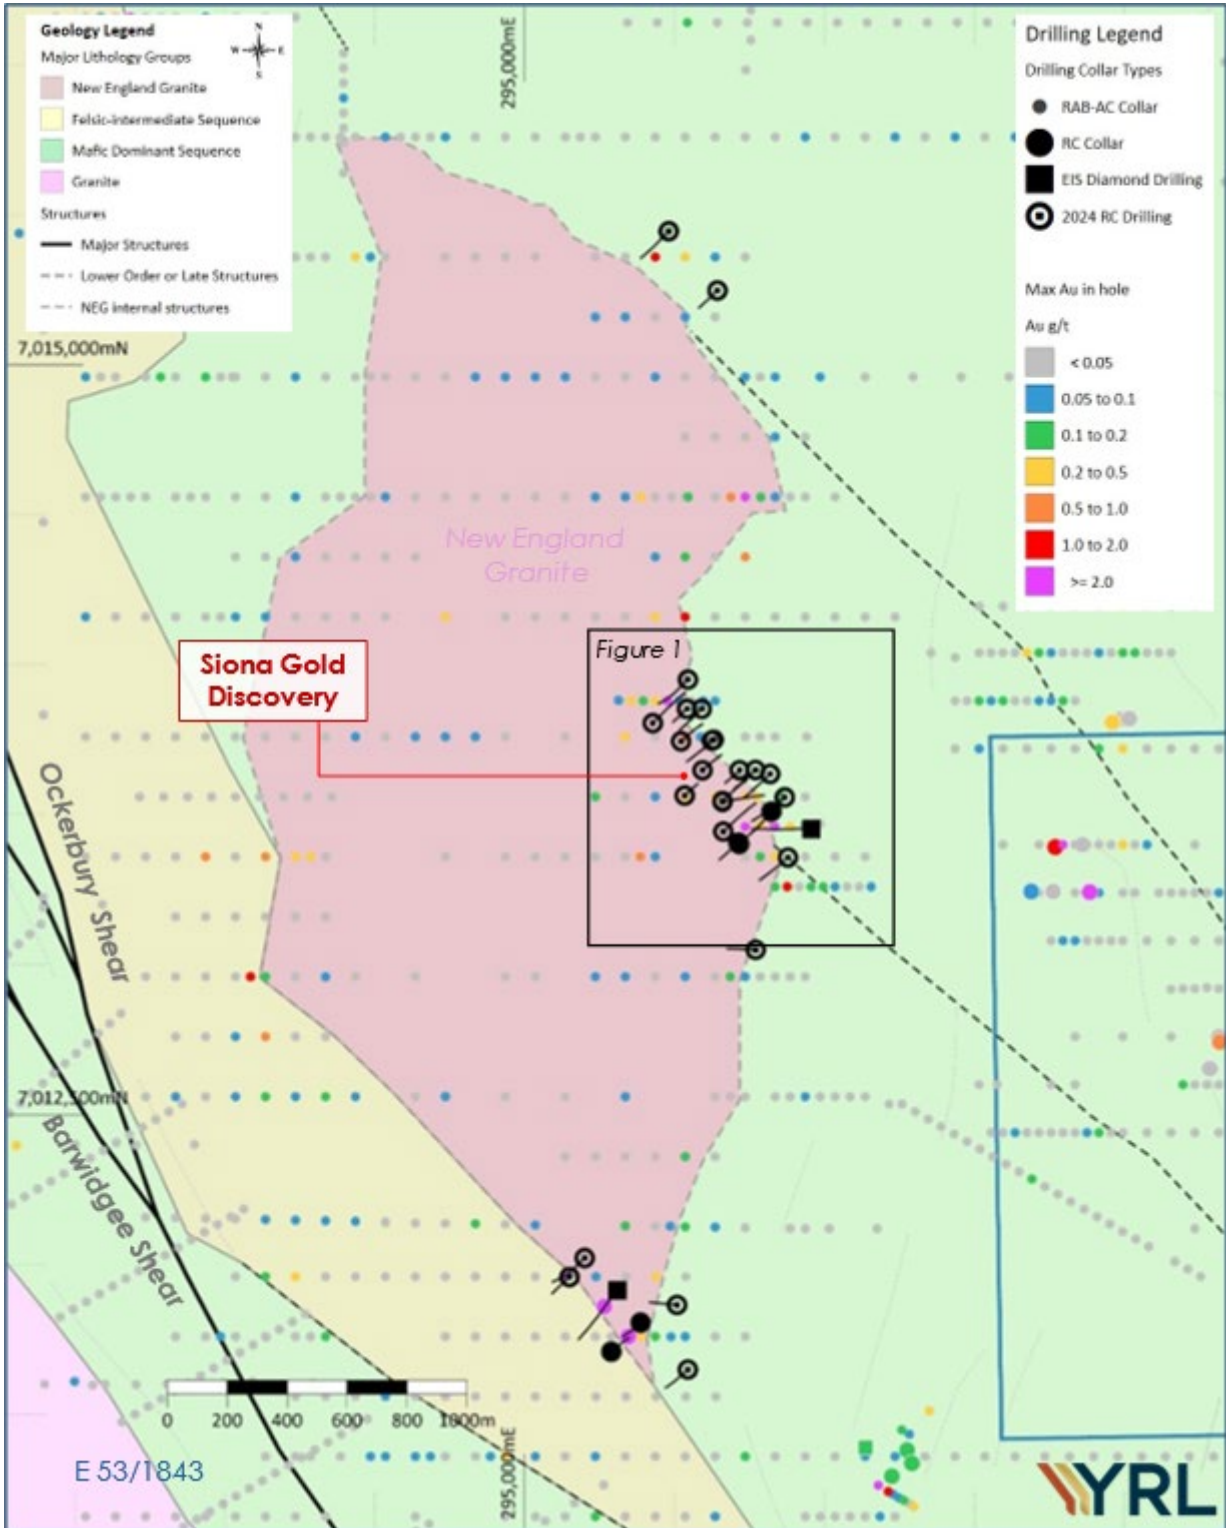 Geology Legend
Major Lithology Groups
New England Granite
Felsic-intermediate Sequence
Mafic Dominant Sequence
Granite
Structures
Major Structures
Lower Order or Late Structures
NEG internal structures
N
W
E
S
295,000mE
Drilling Legend
Drilling Collar Types
RAB-AC Collar
RC Collar
EIS Diamond Drilling
2024 RC Drilling
Max Au in hole
Au g/t
< 0.05
0.05 to 0.1
0.1 to 0.2
0.2 to 0.5
0.5 to 1.0
1.0 to 2.0
>= 2.0
7,015,000mN
New England
Granite
Figure 1
Siona Gold
Discovery
Ockerbury Shear
7,012,500mN
Barwidgee Shear
0
200
400
600
800
1000m
295,000mE
E 53/1843
YRL